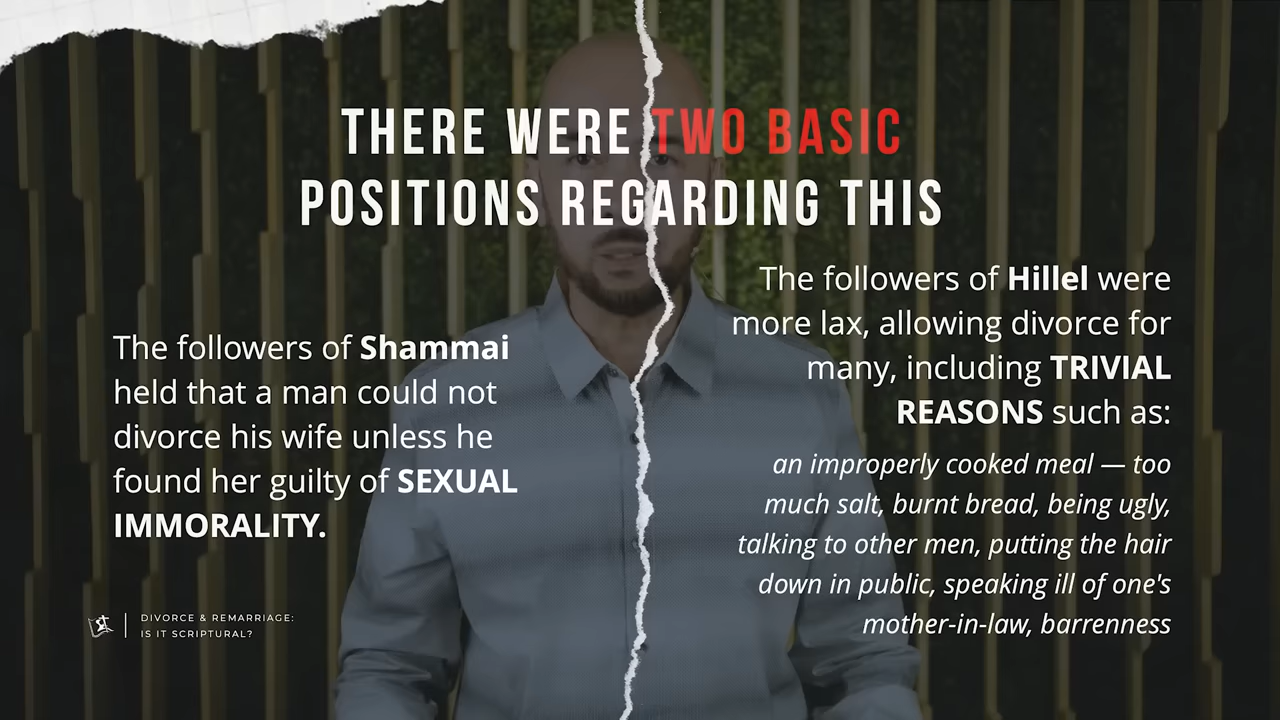 THERE WERE TWO BASIC
POSITIONS REGARDING THIS
The followers of Shammai
held that a man could not
divorce his wife unless he
found her guilty of SEXUAL
IMMORALITY.
The followers of Hillel were
more lax, allowing divorce for
many, including TRIVIAL
REASONS such as:
an improperly cooked meal — too
much salt, burnt bread, being ugly,
talking to other men, putting the hair
down in public, speaking ill of one's
mother-in-law, barrenness
DIVORCE & REMARRIAGE:
IS IT SCRIPTURAL?